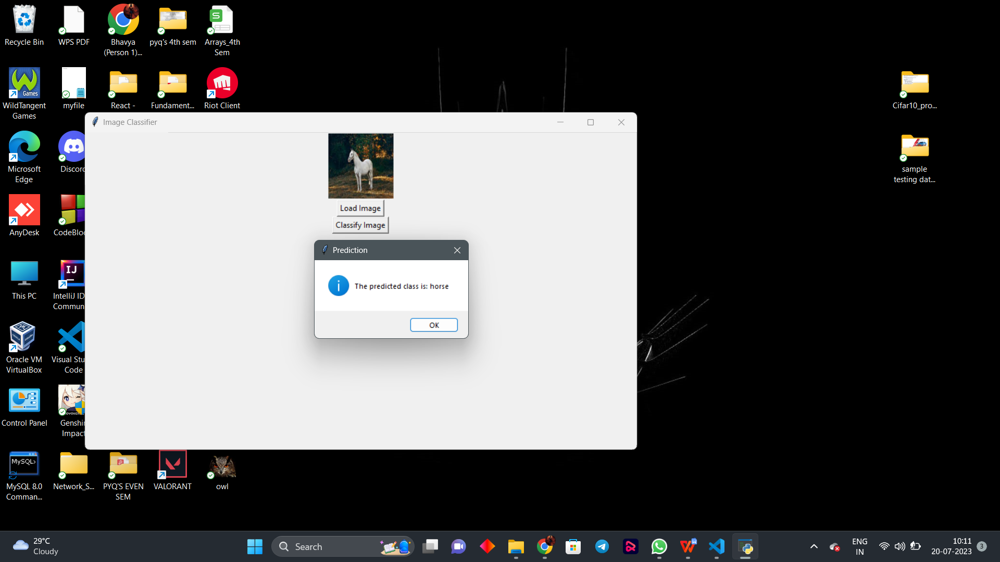 Recycle Bin
WPS PDF
Bhavya
(Person 1)...
pyq's 4th sem
S
Arrays_4th
Sem
Games
WildTangent
Games
myfile
React -
Fundament...
Riot Client
Cifar10_pro...
Image Classifier
Microsoft
Edge
Discord
sample
testing dat...
Load Image
Classify Image
AnyDesk
CodeBloc
Prediction
The predicted class is: horse
OK
This PC
IJ
IntelliJ ID
Commun
Oracle VM
VirtualBox
Visual Stu
Code
Control Panel
Genshin
Impact
MySQL>
MySQL 8.0
Comman...
Network_S...
PYQ'S EVEN
SEM
VALORANT
owl
29°C
Cloudy
Search
ENG
IN
10:11
20-07-2023
3